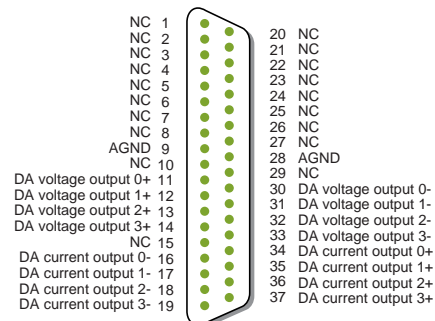 NC 1
NC 2
NC 3
NC 4
NC 5
NC 6
NC 7
NC 8
AGND 9
NC 10
DA voltage output 0+ 11
DA voltage output 1+ 12
DA voltage output 2+ 13
DA voltage output 3+ 14
NC 15
DA current output 0- 16
DA current output 1- 17
DA current output 2- 18
DA current output 3- 19
20 NC
21 NC
22 NC
23 NC
24 NC
25 NC
26 NC
27 NC
28 AGND
29 NC
30 DA voltage output 0-
31 DA voltage output 1-
32 DA voltage output 2-
33 DA voltage output 3-
34 DA current output 0+
35 DA current output 1+
36 DA current output 2+
37 DA current output 3+